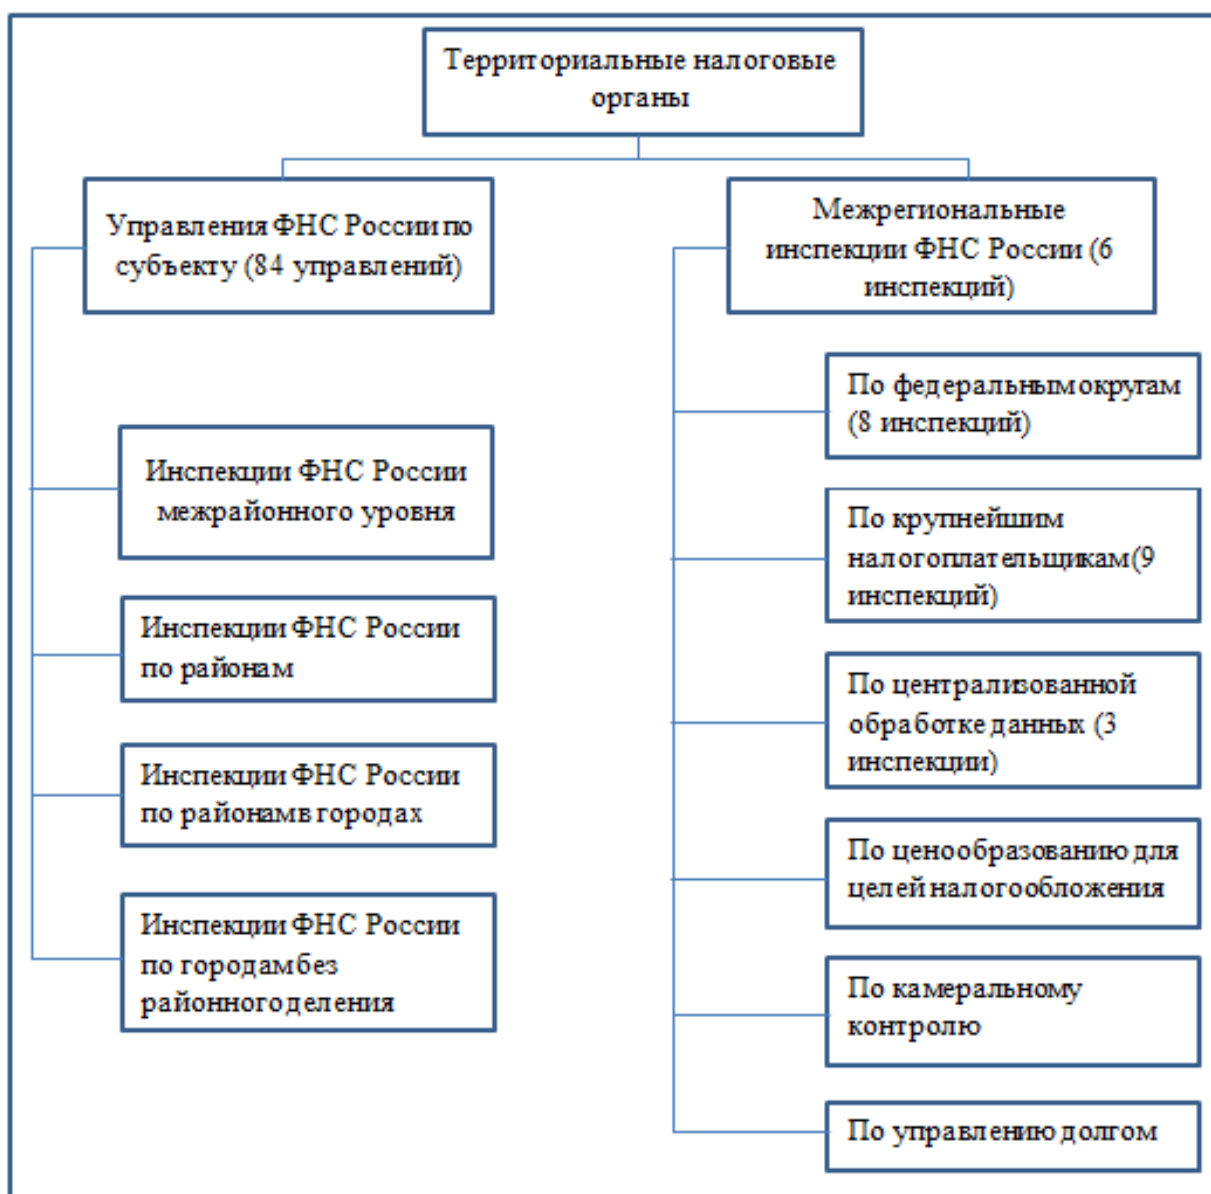 Территориальные налоговые
органы
Управления ФНС России по
субъекту (84 управлений)
Инспекции ФНС России
межрайонного уровня
Инспекции ФНС России
по районам
Инспекции ФНС России
по районам в городах
Инспекции ФНС России
по городам без
районного деления
Межрегиональные
инспекции ФНС России (6
инспекций)
По федеральным округам
(8 инспекций)
По крупнейшим
налогоплательщикам (9
инспекций)
По централизованной
обработке данных (3
инспекции)
По ценообразованию для
целей налогообложения
По камеральному
контролю
По управлению долгом